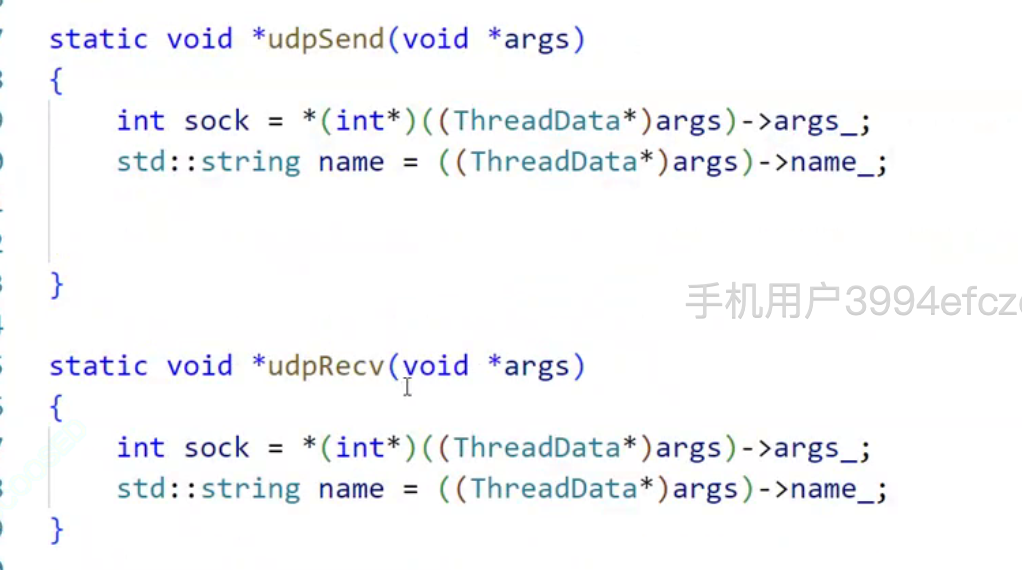 static void *udpSend(void *args)
{
int sock = *(int*)((ThreadData*)args)->args_;
std::string name = ((ThreadData*)args)->name_;
}
手机用户3994efcz
static void *udpRecv(void *args)
{
int sock = *(int*)((ThreadData*)args)->args_;
std::string name = ((ThreadData*)args)->name_;
}